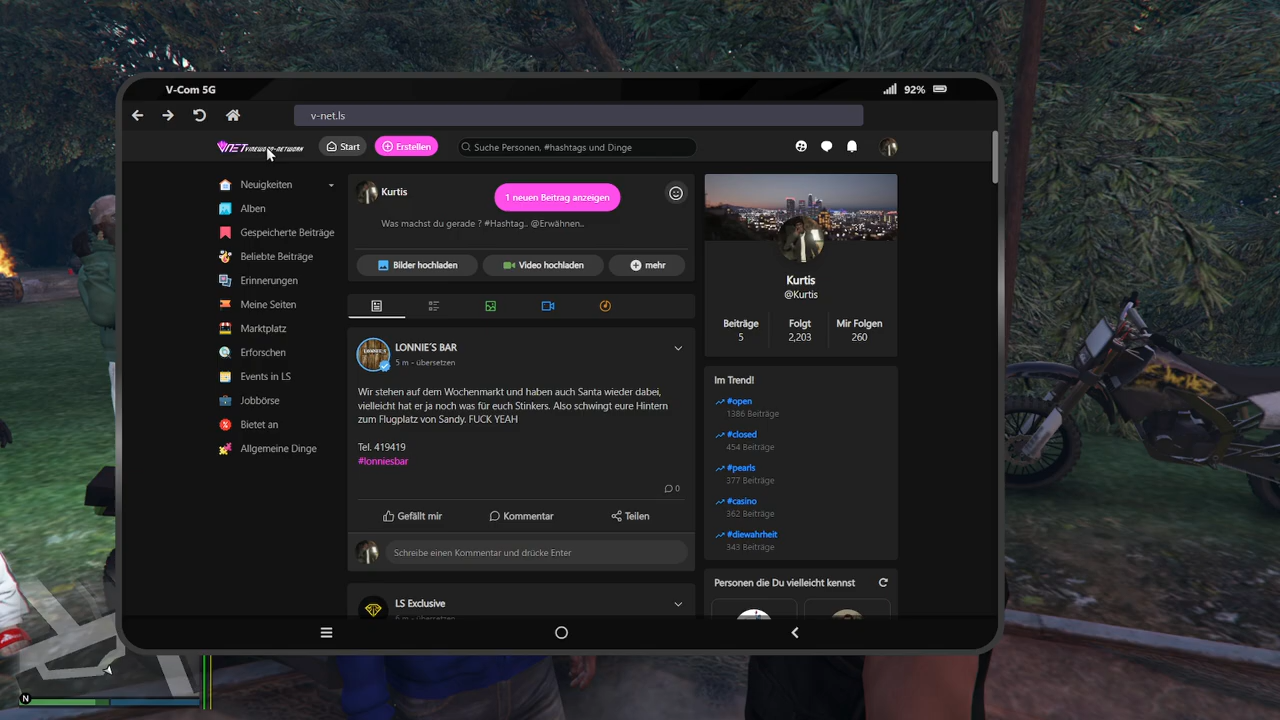 V-Com 5G
92%
v-net.ls
VNET VNEWS ON-NETWORK
Start
Erstellen
Suche Personen, #hashtags und Dinge
Neuigkeiten
Alben
Gespeicherte Beiträge
Beliebte Beiträge
Erinnerungen
Meine Seiten
Marktplatz
Erforschen
Events in LS
Jobbörse
Bietet an
Allgemeine Dinge
Kurtis
1 neuen Beitrag anzeigen
Was machst du gerade ? #Hashtag.. @Erwähnen..
Bilder hochladen
Video hochladen
mehr
LONNIE´S BAR
5 m - übersetzen
Wir stehen auf dem Wochenmarkt und haben auch Santa wieder dabei,
vielleicht hat er ja noch was für euch Stinkers. Also schwingt eure Hintern
zum Flugplatz von Sandy. FUCK YEAH
Tel. 419419
#lonniesbar
0
Gefällt mir
Kommentar
Teilen
Schreibe einen Kommentar und drücke Enter
LS Exclusive
6 m - übersetzen
Kurtis
@Kurtis
Beiträge
5
Folgt
2,203
Mir Folgen
260
Im Trend!
#open
1386 Beiträge
#closed
454 Beiträge
#pearls
377 Beiträge
#casino
362 Beiträge
#diewahrheit
343 Beiträge
Personen die Du vielleicht kennst
N